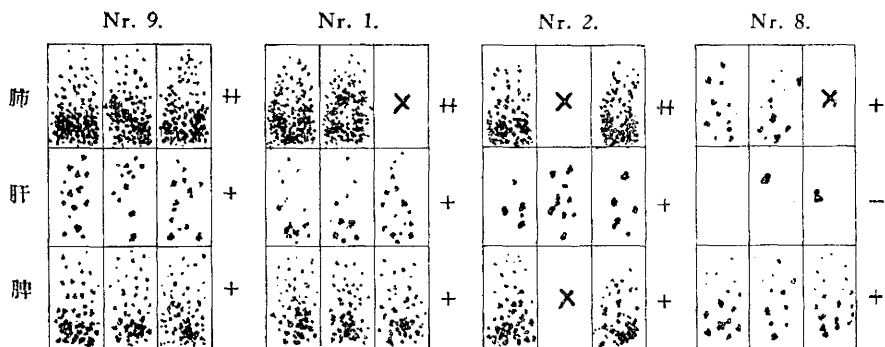 Nr. 9. Nr. 1. Nr. 2. Nr. 8.
肺 ⧺ × ⧺ × ⧺ × +
肝 + + + −
脾 + + × + +